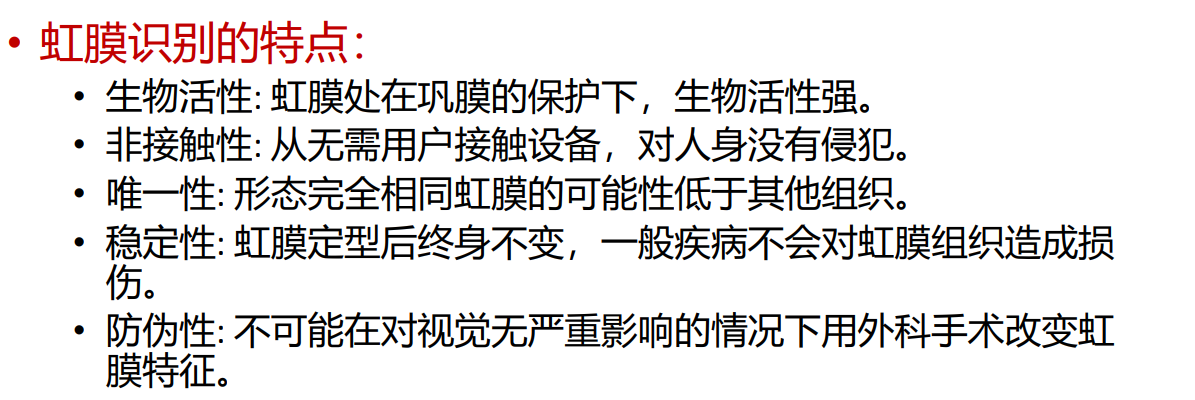 • 虹膜识别的特点：
• 生物活性: 虹膜处在巩膜的保护下，生物活性强。
• 非接触性: 从无需用户接触设备，对人身没有侵犯。
• 唯一性: 形态完全相同虹膜的可能性低于其他组织。
• 稳定性: 虹膜定型后终身不变，一般疾病不会对虹膜组织造成损
伤。
• 防伪性: 不可能在对视觉无严重影响的情况下用外科手术改变虹
膜特征。